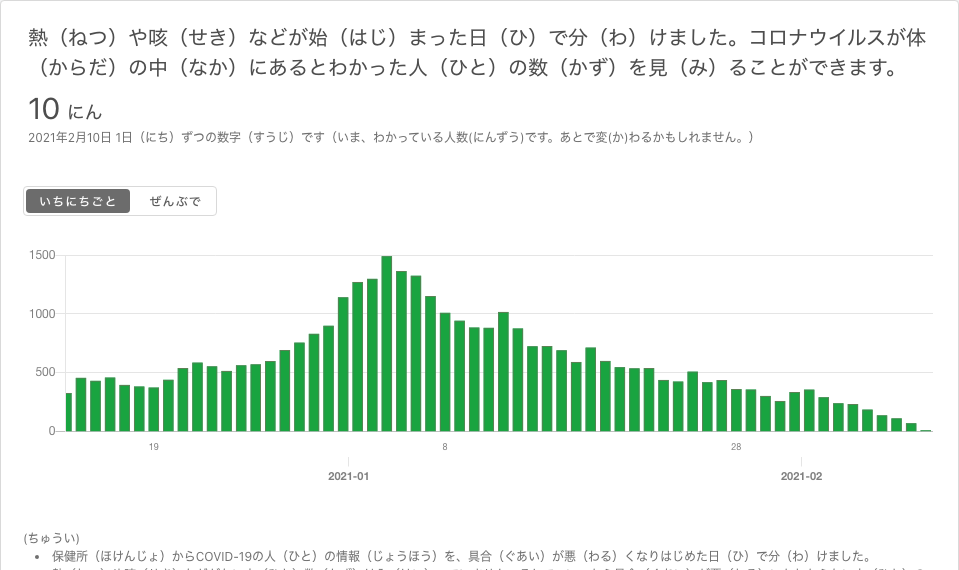 熱（ねつ）や咳（せき）などが始（はじ）まった日（ひ）で分（わ）けました。コロナウイルスが体
（からだ）の中（なか）にあるとわかった人（ひと）の数（かず）を見（み）ることができます。
10 にん
2021年2月10日 1日（にち）ずつの数字（すうじ）です（いま、わかっている人数(にんずう)です。あとで変(か)わるかもしれません。）
いちにちごと ぜんぶで
1500
1000
500
0
19 8 28
2021-01 2021-02
(ちゅうい)
• 保健所（ほけんじょ）からCOVID-19の人（ひと）の情報（じょうほう）を、具合（ぐあい）が悪（わる）くなりはじめた日（ひ）で分（わ）けました。